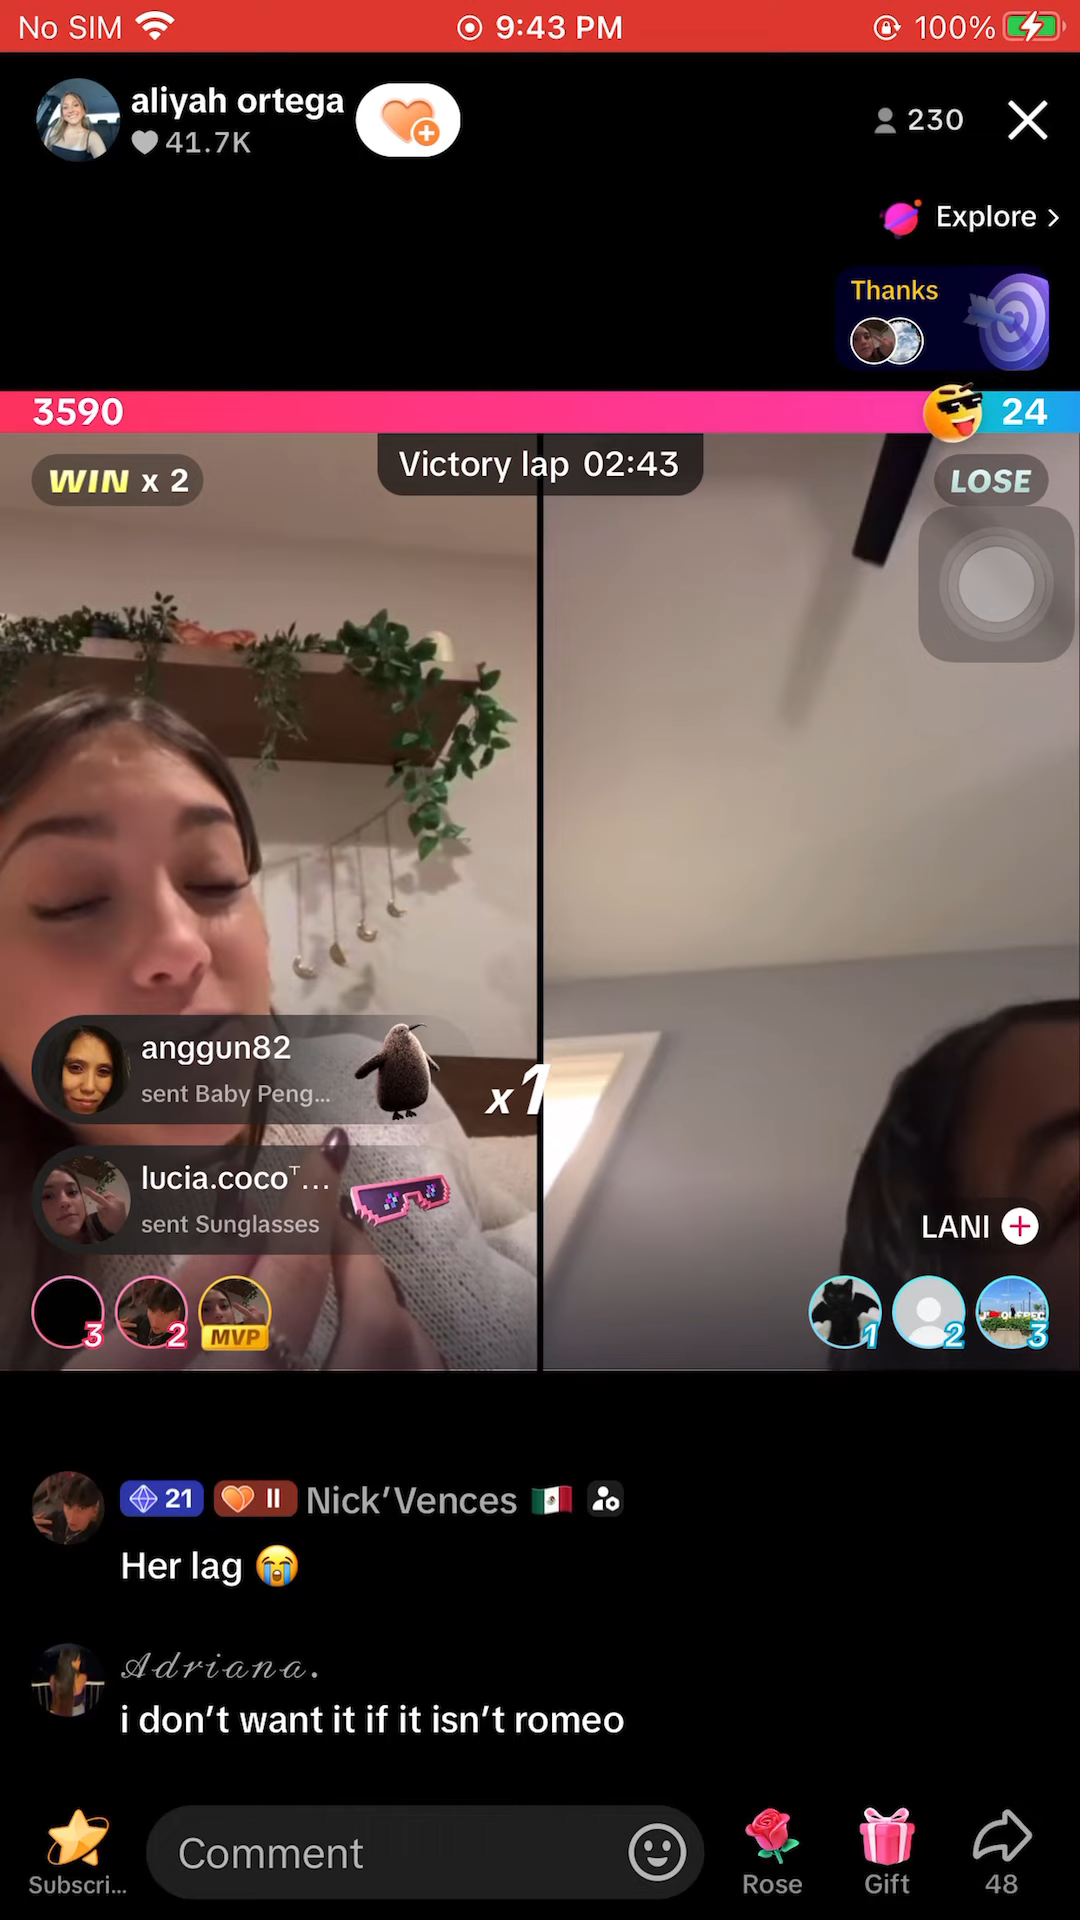 No SIM 9:43 PM 100%
aliyah ortega
41.7K
230
Explore >
Thanks
3590 24
WIN x 2
Victory lap 02:43
LOSE
anggun82
sent Baby Peng...
x1
lucia.coco...
sent Sunglasses
LANI
3 2 MVP
1 2 3
21 II Nick'Vences 🇲🇽
Her lag 😭
𝒜𝒹𝓇𝒾𝒶𝓃𝒶.
i don't want it if it isn't romeo
Subscri...
Comment
Rose
Gift
48